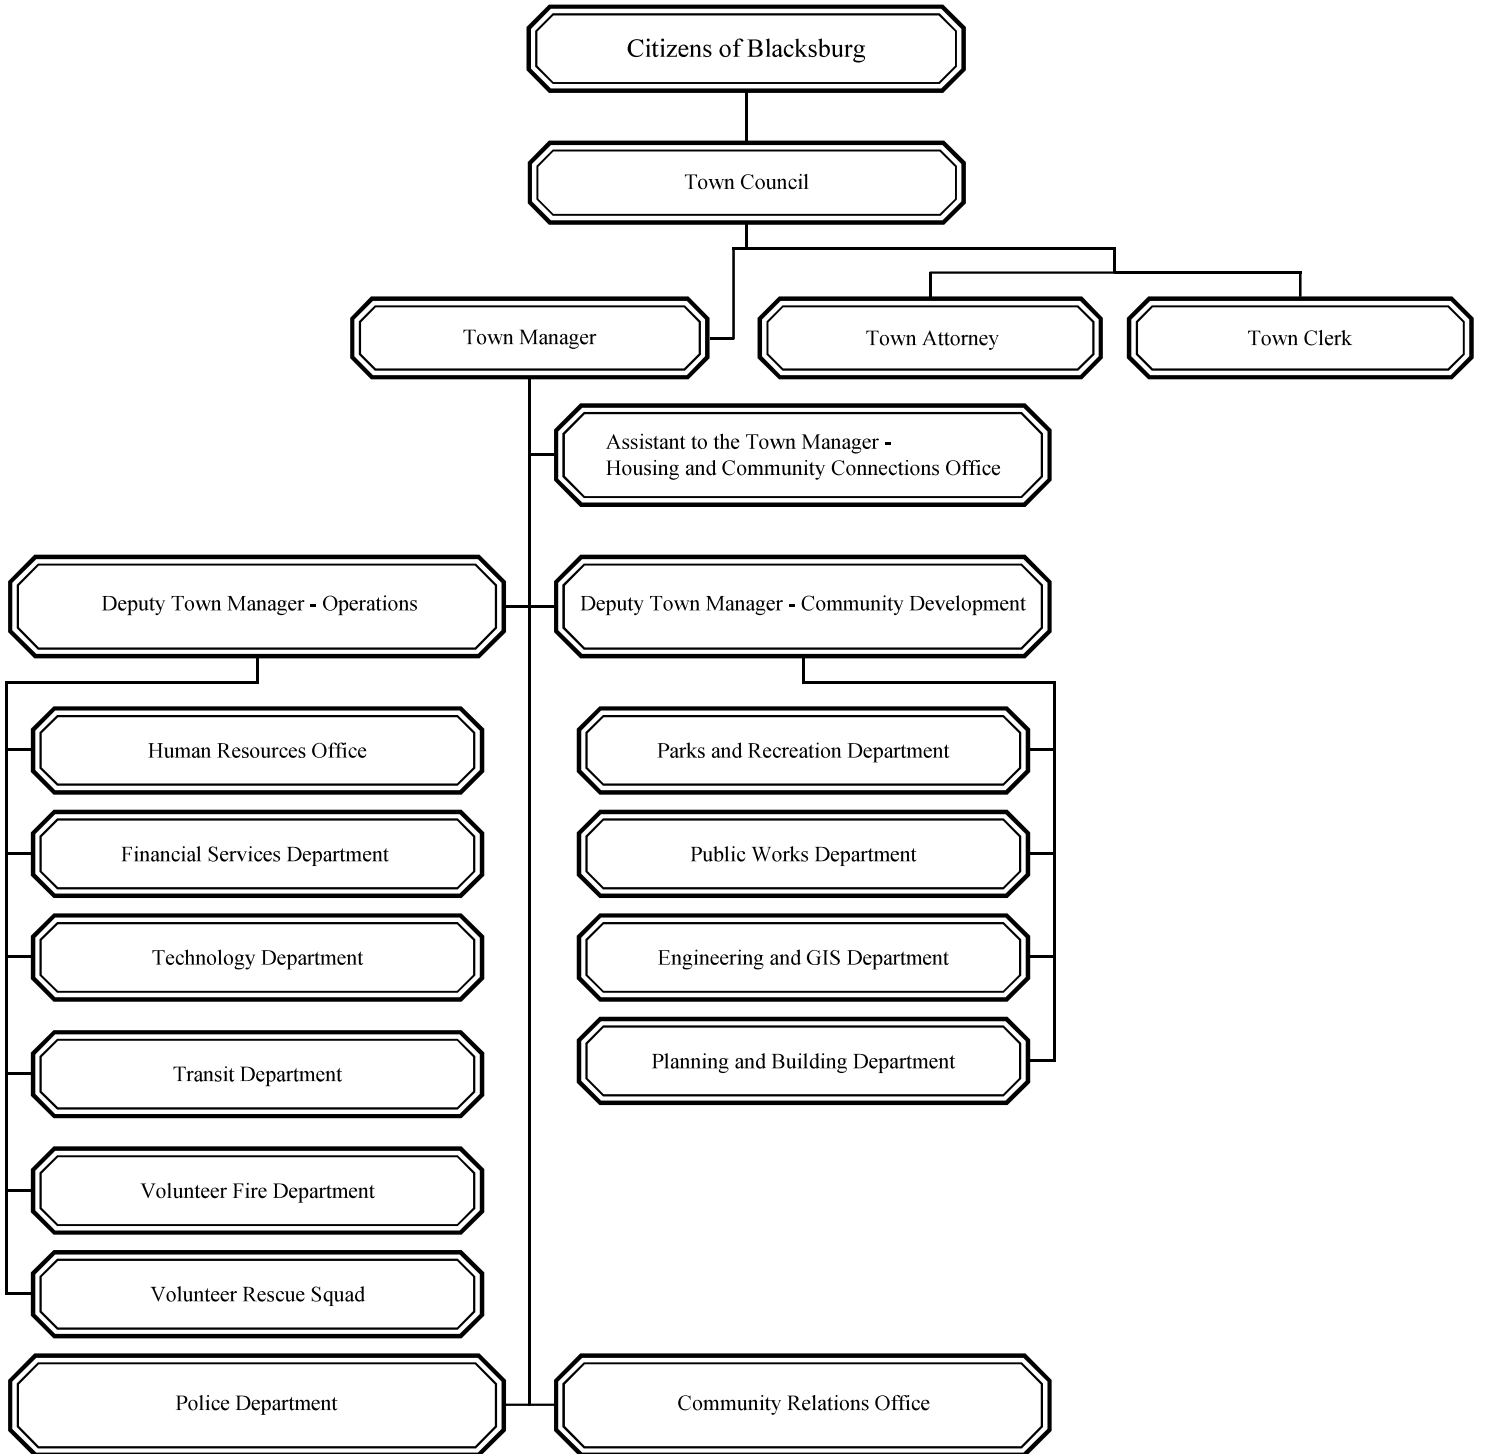 Citizens of Blacksburg
Town Council
Town Manager
Town Attorney
Town Clerk
Assistant to the Town Manager -
Housing and Community Connections Office
Deputy Town Manager - Operations
Deputy Town Manager - Community Development
Human Resources Office
Financial Services Department
Technology Department
Transit Department
Volunteer Fire Department
Volunteer Rescue Squad
Parks and Recreation Department
Public Works Department
Engineering and GIS Department
Planning and Building Department
Police Department
Community Relations Office